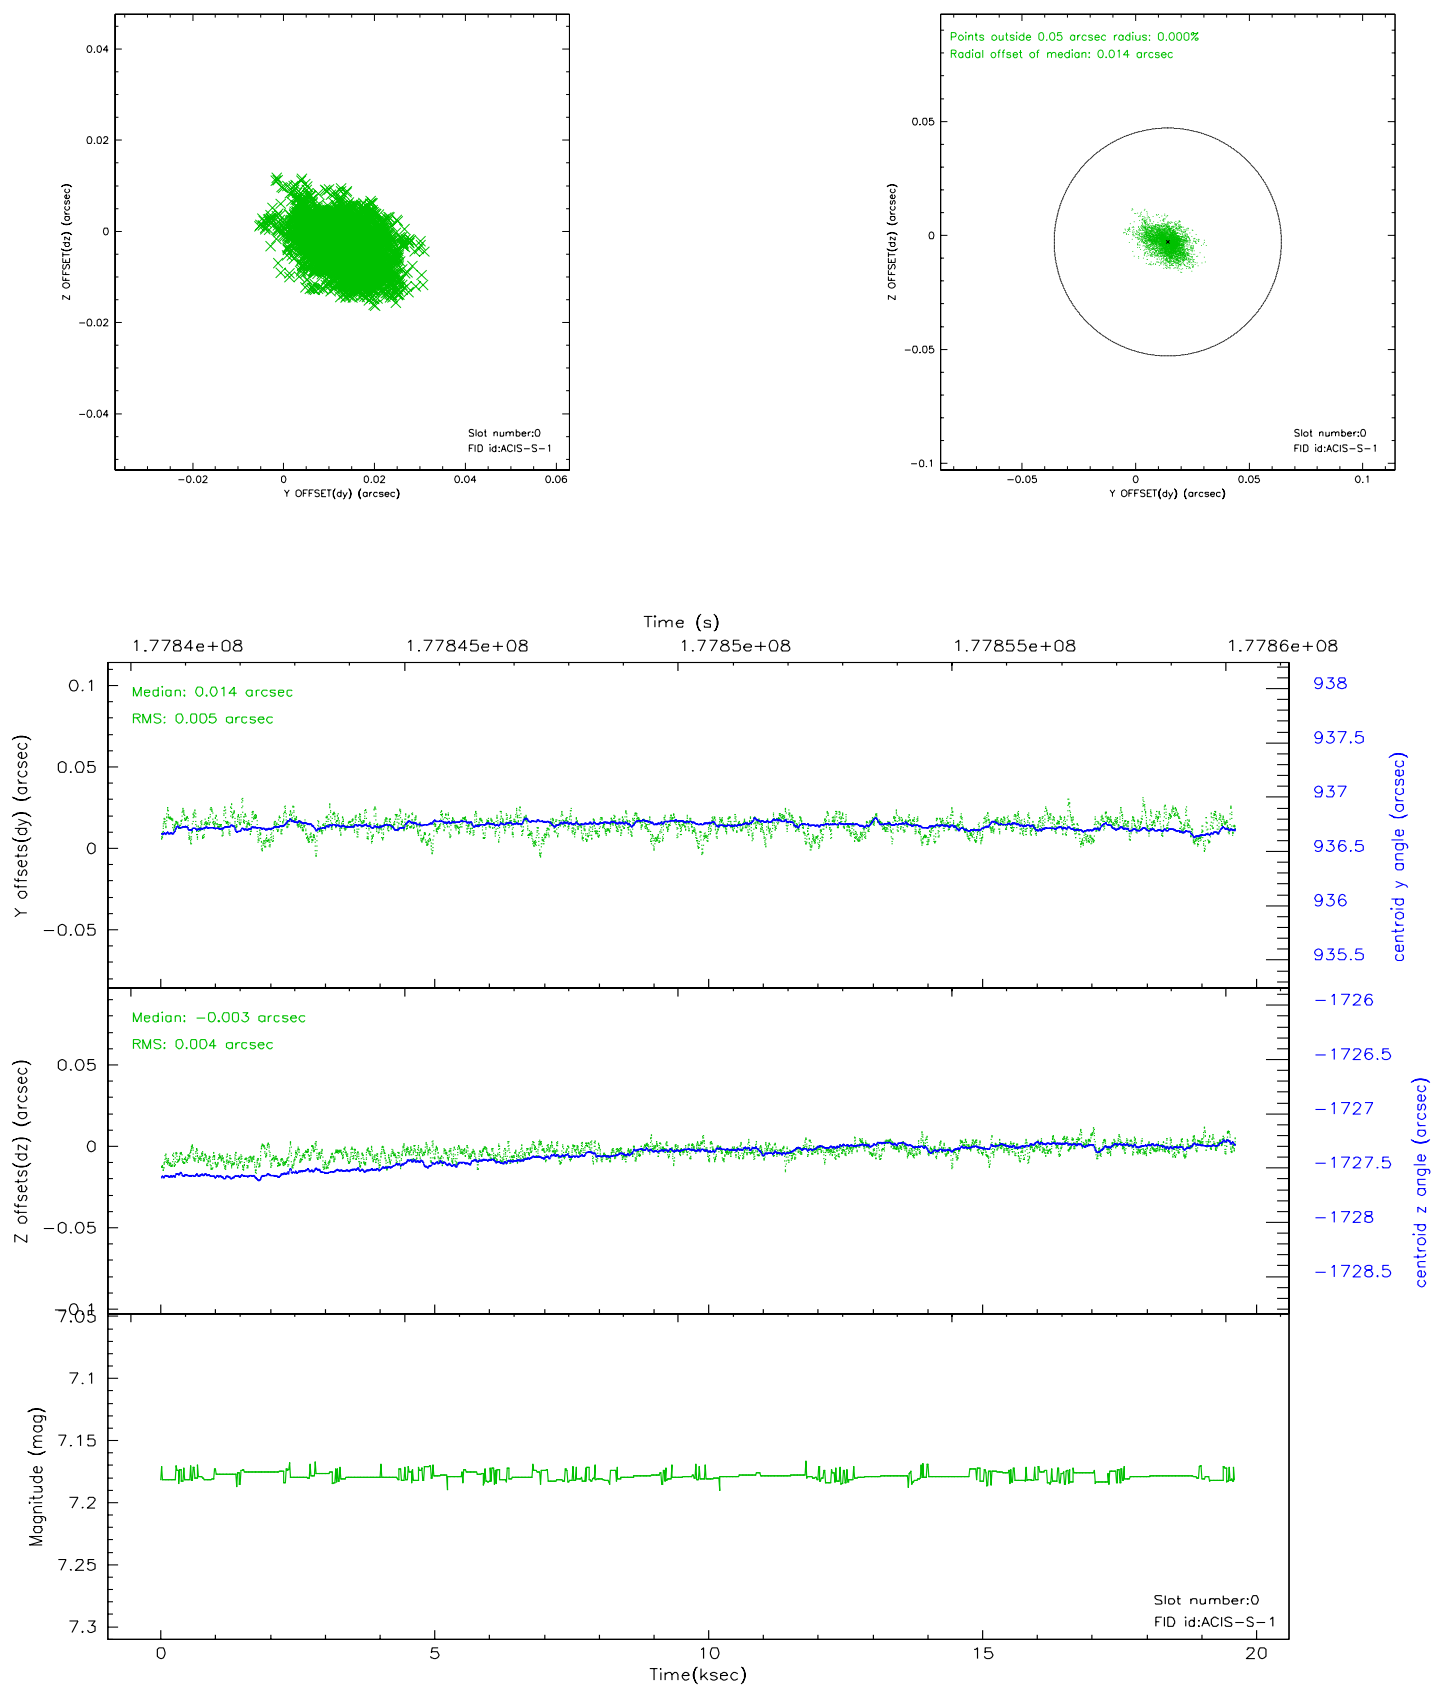 0.04
0.02
0
-0.02
-0.04
Z OFFSET(dz) (arcsec)
Slot number:0
FID id:ACIS-S-1
-0.02 0 0.02 0.04 0.06
Y OFFSET(dy) (arcsec)
Points outside 0.05 arcsec radius: 0.000%
Radial offset of median: 0.014 arcsec
0.05
0
-0.05
-0.1
Z OFFSET(dz) (arcsec)
Slot number:0
FID id:ACIS-S-1
-0.05 0 0.05 0.1
Y OFFSET(dy) (arcsec)
Time (s)
1.7784e+08 1.77845e+08 1.7785e+08 1.77855e+08 1.7786e+08
Median: 0.014 arcsec
RMS: 0.005 arcsec
0.1
0.05
0
-0.05
Y offsets(dy) (arcsec)
938
937.5
937
936.5
936
935.5
centroid y angle (arcsec)
Median: -0.003 arcsec
RMS: 0.004 arcsec
0.05
0
-0.05
-0.1
Z offsets(dz) (arcsec)
-1726
-1726.5
-1727
-1727.5
-1728
-1728.5
centroid z angle (arcsec)
7.05
7.1
7.15
7.2
7.25
7.3
Magnitude (mag)
Slot number:0
FID id:ACIS-S-1
0 5 10 15 20
Time(ksec)